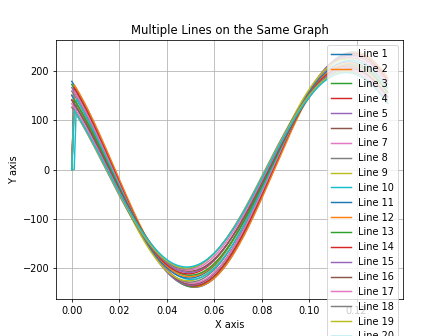 Multiple Lines on the Same Graph
Y axis
200
100
0
−100
−200
0.00
0.02
0.04
0.06
0.08
0.10
X axis
Line 1
Line 2
Line 3
Line 4
Line 5
Line 6
Line 7
Line 8
Line 9
Line 10
Line 11
Line 12
Line 13
Line 14
Line 15
Line 16
Line 17
Line 18
Line 19
Line 20